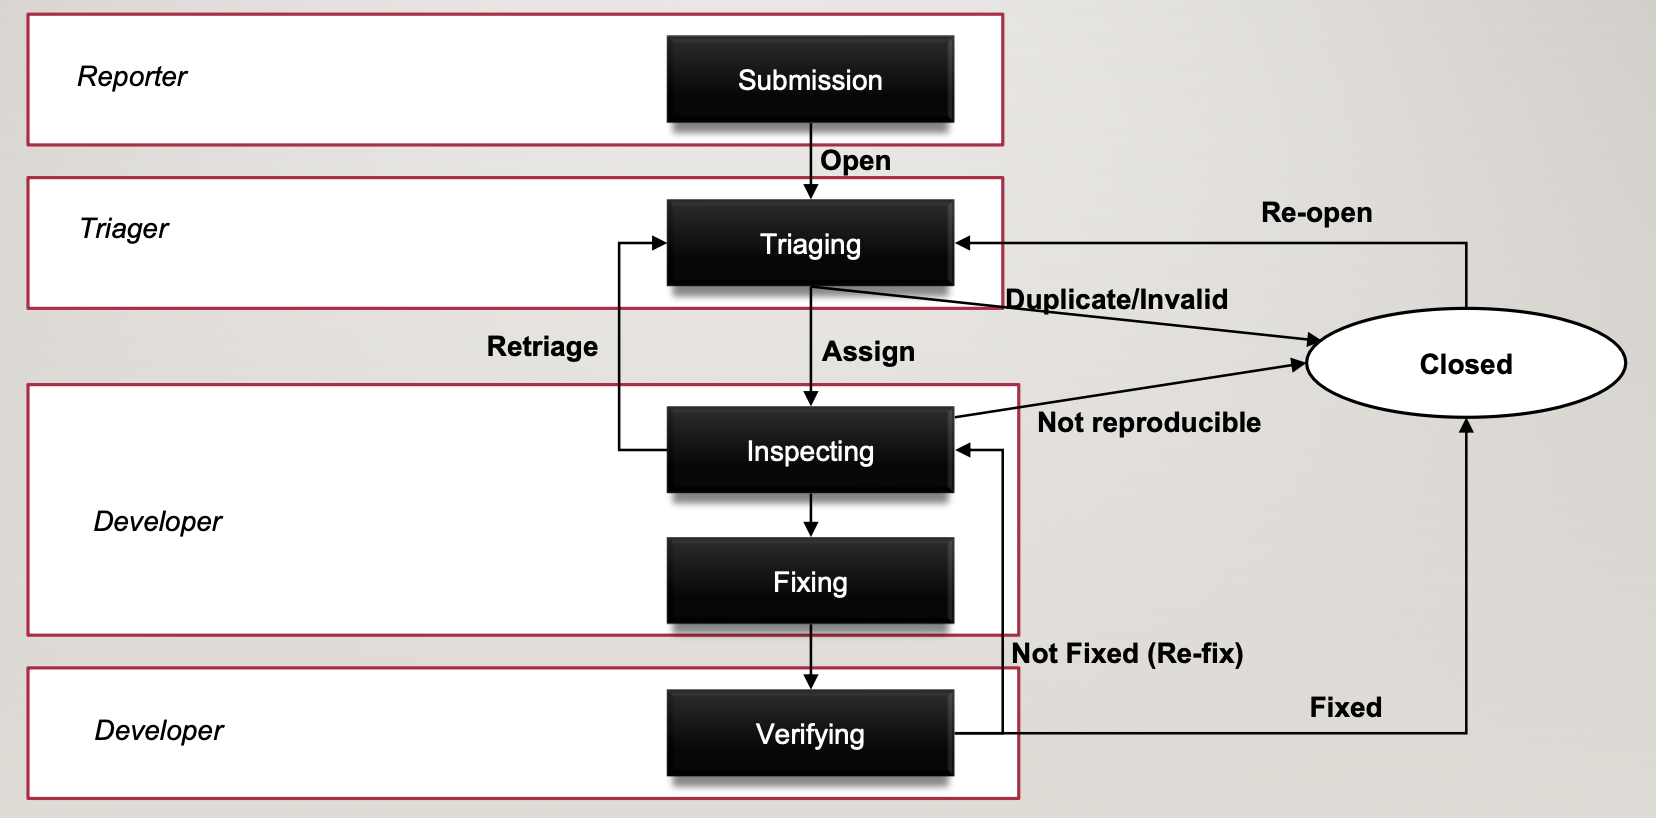 Reporter
Submission
Open
Triager
Triaging
Re-open
Duplicate/Invalid
Retriage
Assign
Closed
Not reproducible
Inspecting
Developer
Fixing
Not Fixed (Re-fix)
Fixed
Developer
Verifying